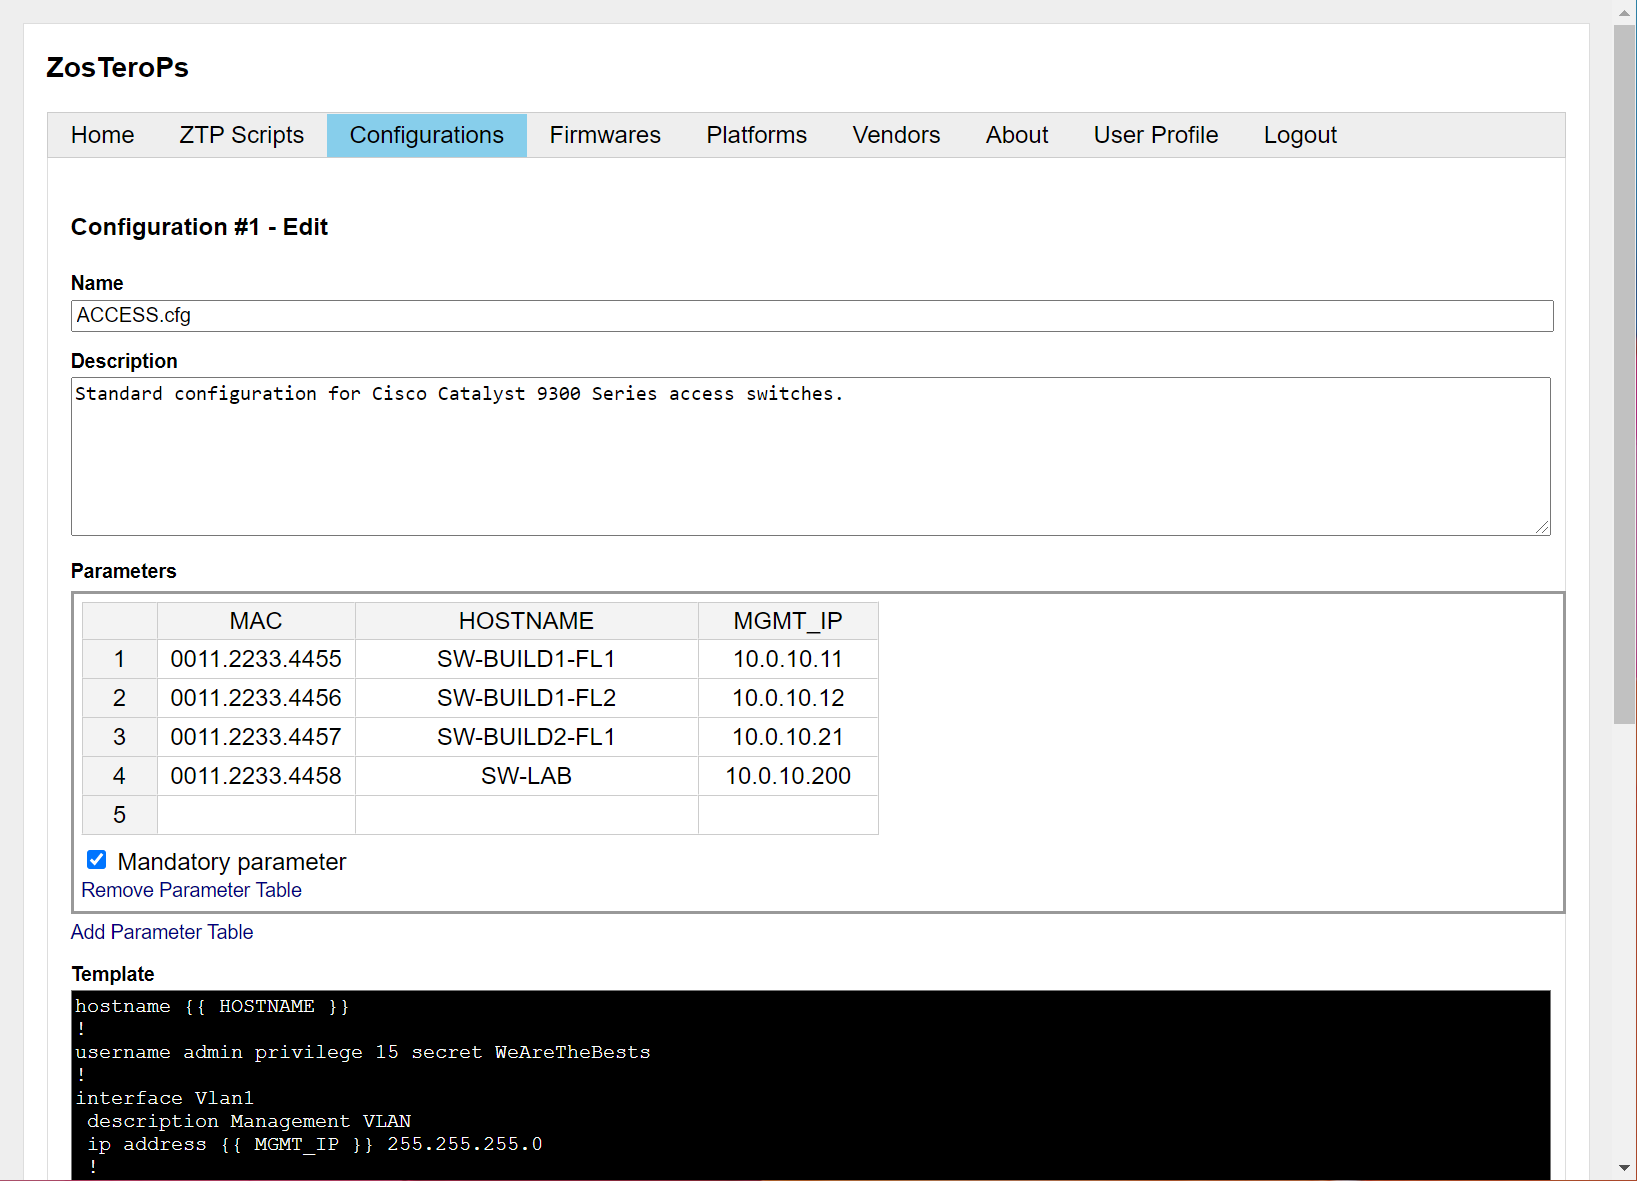 ZosTeroPs
Home ZTP Scripts Configurations Firmwares Platforms Vendors About User Profile Logout
Configuration #1 - Edit
Name
ACCESS.cfg
Description
Standard configuration for Cisco Catalyst 9300 Series access switches.
Parameters
MAC HOSTNAME MGMT_IP
1 0011.2233.4455 SW-BUILD1-FL1 10.0.10.11
2 0011.2233.4456 SW-BUILD1-FL2 10.0.10.12
3 0011.2233.4457 SW-BUILD2-FL1 10.0.10.21
4 0011.2233.4458 SW-LAB 10.0.10.200
5
Mandatory parameter
Remove Parameter Table
Add Parameter Table
Template
hostname {{ HOSTNAME }}
!
username admin privilege 15 secret WeAreTheBests
!
interface Vlan1
 description Management VLAN
 ip address {{ MGMT_IP }} 255.255.255.0
 !